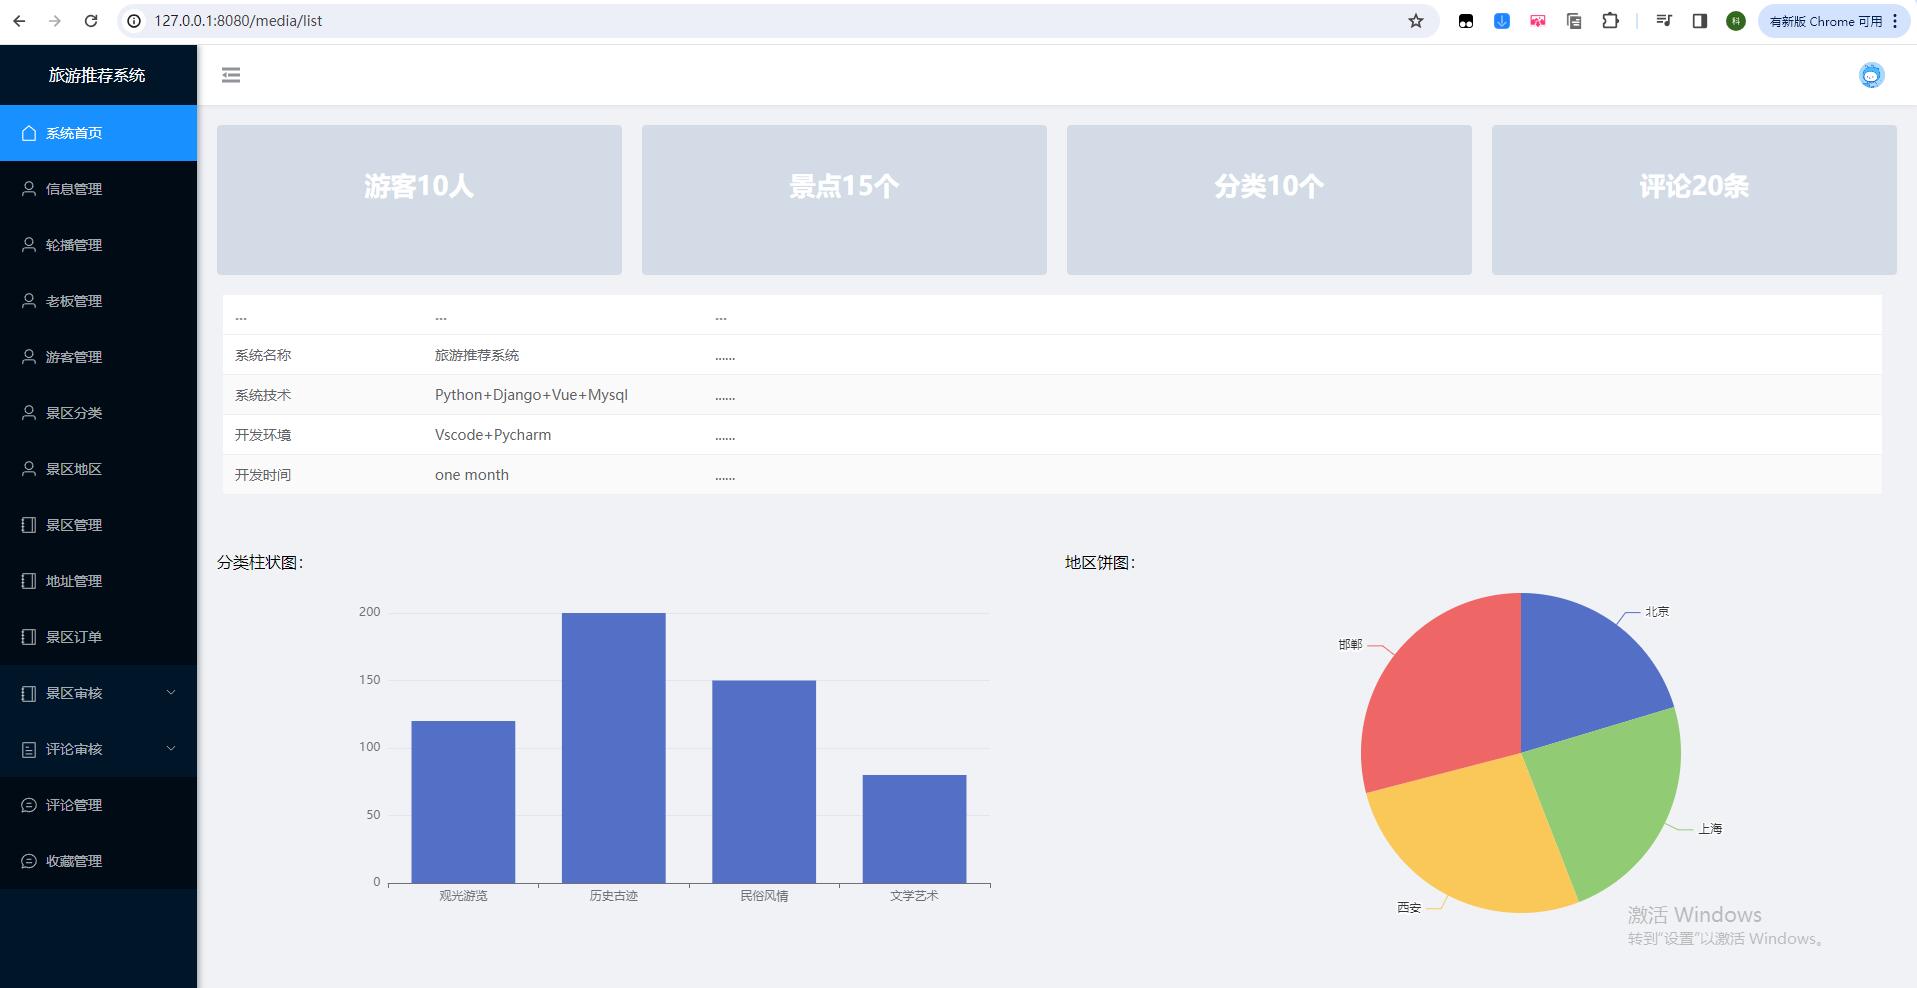 127.0.0.1:8080/media/list
科
有新版 Chrome 可用
旅游推荐系统
系统首页
信息管理
轮播管理
老板管理
游客管理
景区分类
景区地区
景区管理
地址管理
景区订单
景区审核
评论审核
评论管理
收藏管理
游客10人
景点15个
分类10个
评论20条
... ... ...
系统名称 旅游推荐系统 ......
系统技术 Python+Django+Vue+Mysql ......
开发环境 Vscode+Pycharm ......
开发时间 one month ......
分类柱状图：
200
150
100
50
0
观光游览 历史古迹 民俗风情 文学艺术
地区饼图：
北京
邯郸
上海
西安
激活 Windows
转到"设置"以激活 Windows。